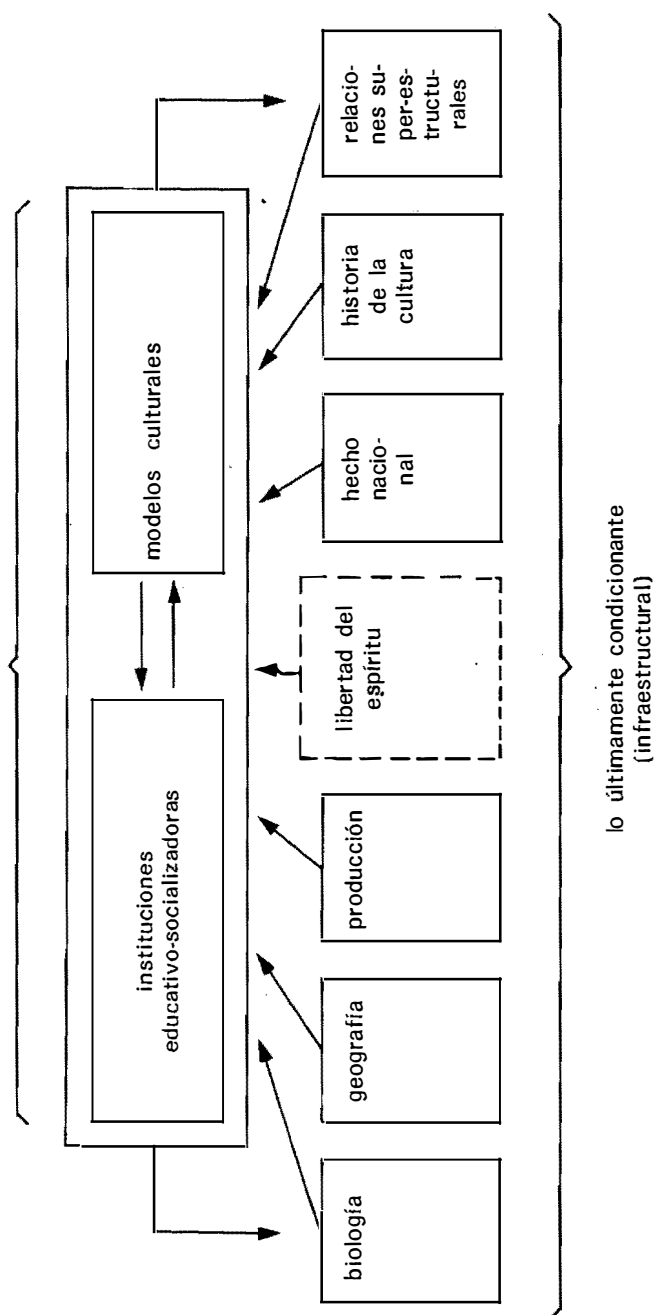 instituciones
educativo-socializadoras
modelos culturales
biología
geografía
producción
libertad del
espíritu
hecho
nacio-
nal
historia
de la
cultura
relacio-
nes su-
per-es-
tructu-
rales
lo últimamente condicionante
(infraestructural)